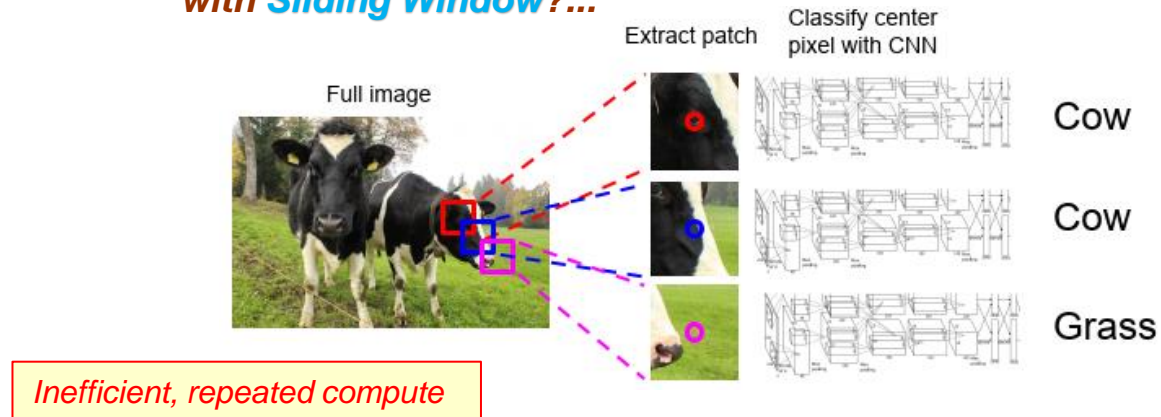 with Sliding Window?...
Extract patch
Classify center
pixel with CNN
Full image
Cow
Cow
Grass
Inefficient, repeated compute